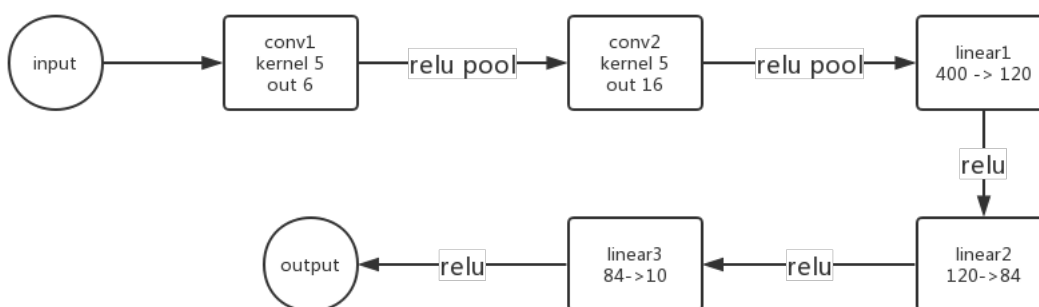 input
conv1
kernel 5
out 6
relu pool
conv2
kernel 5
out 16
relu pool
linear1
400 -> 120
relu
linear2
120->84
relu
linear3
84->10
relu
output